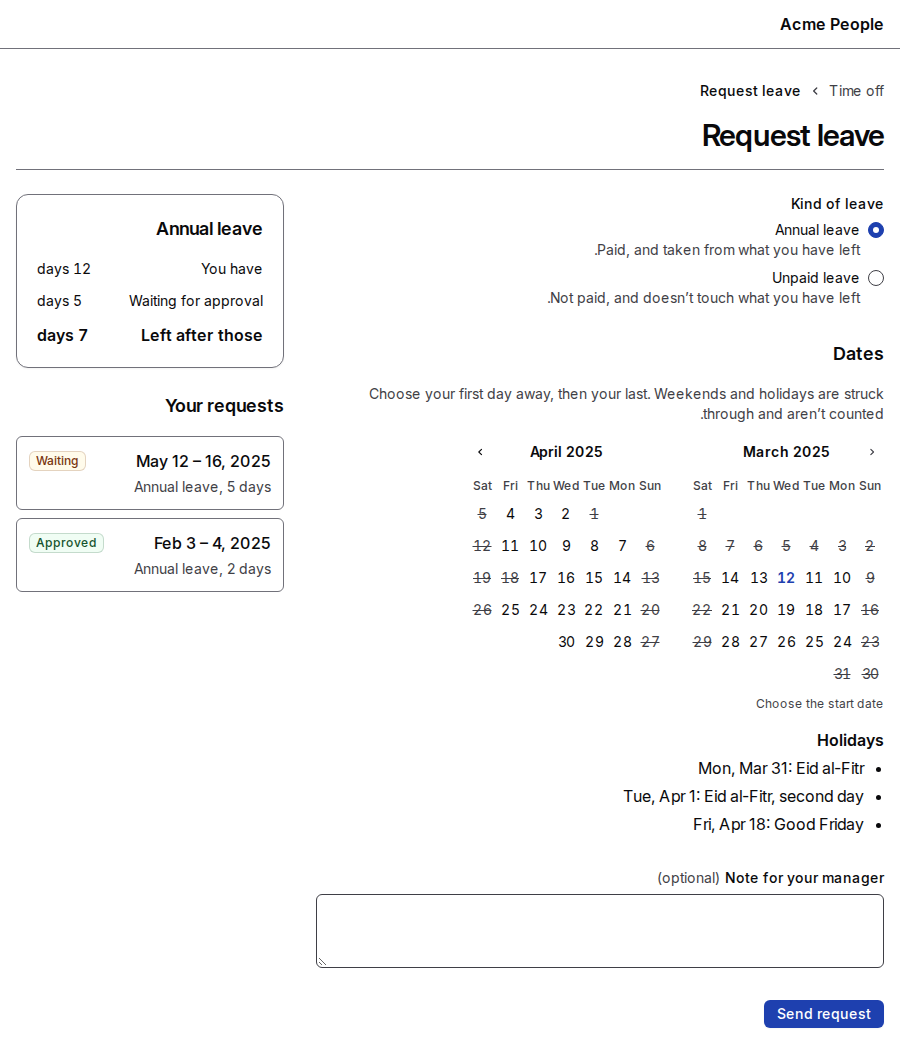 Acme People
Time off ‹ Request leave
Request leave
Kind of leave
Annual leave
.Paid, and taken from what you have left
Unpaid leave
.Not paid, and doesn’t touch what you have left
Dates
Choose your first day away, then your last. Weekends and holidays are struck
.through and aren’t counted
March 2025
Sun Mon Tue Wed Thu Fri Sat
1
2 3 4 5 6 7 8
9 10 11 12 13 14 15
16 17 18 19 20 21 22
23 24 25 26 27 28 29
30 31
April 2025
Sun Mon Tue Wed Thu Fri Sat
1 2 3 4 5
6 7 8 9 10 11 12
13 14 15 16 17 18 19
20 21 22 23 24 25 26
27 28 29 30
Choose the start date
Holidays
• Mon, Mar 31: Eid al-Fitr
• Tue, Apr 1: Eid al-Fitr, second day
• Fri, Apr 18: Good Friday
Note for your manager (optional)
Send request
Annual leave
You have days 12
Waiting for approval days 5
Left after those days 7
Your requests
May 12 – 16, 2025 Waiting
Annual leave, 5 days
Feb 3 – 4, 2025 Approved
Annual leave, 2 days